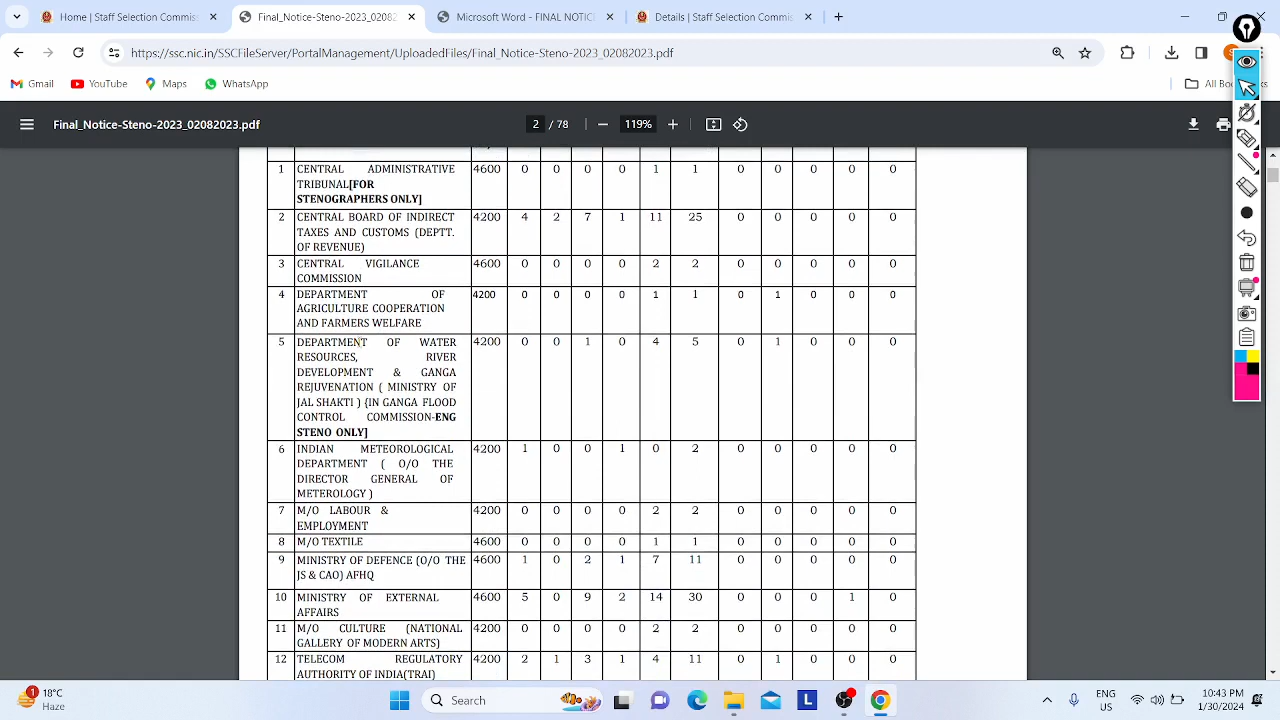 Home | Staff Selection Commis
Final_Notice-Steno-2023_0208
Microsoft Word - FINAL NOTICI
Details | Staff Selection Commis
https://ssc.nic.in/SSCFileServer/PortalManagement/UploadedFiles/Final_Notice-Steno-2023_02082023.pdf
Gmail YouTube Maps WhatsApp All Bo ks
Final_Notice-Steno-2023_02082023.pdf 2 / 78 119%
1 CENTRAL ADMINISTRATIVE 4600 0 0 0 0 1 1 0 0 0 0 0
TRIBUNAL[FOR
STENOGRAPHERS ONLY]
2 CENTRAL BOARD OF INDIRECT 4200 4 2 7 1 11 25 0 0 0 0 0
TAXES AND CUSTOMS (DEPTT.
OF REVENUE)
3 CENTRAL VIGILANCE 4600 0 0 0 0 2 2 0 0 0 0 0
COMMISSION
4 DEPARTMENT OF 4200 0 0 0 0 1 1 0 1 0 0 0
AGRICULTURE COOPERATION
AND FARMERS WELFARE
5 DEPARTMENT OF WATER 4200 0 0 1 0 4 5 0 1 0 0 0
RESOURCES, RIVER
DEVELOPMENT & GANGA
REJUVENATION ( MINISTRY OF
JAL SHAKTI ) {IN GANGA FLOOD
CONTROL COMMISSION-ENG
STENO ONLY]
6 INDIAN METEOROLOGICAL 4200 1 0 0 1 0 2 0 0 0 0 0
DEPARTMENT ( O/O THE
DIRECTOR GENERAL OF
METEROLOGY )
7 M/O LABOUR & 4200 0 0 0 0 2 2 0 0 0 0 0
EMPLOYMENT
8 M/O TEXTILE 4600 0 0 0 0 1 1 0 0 0 0 0
9 MINISTRY OF DEFENCE (O/O THE 4600 1 0 2 1 7 11 0 0 0 0 0
JS & CAO) AFHQ
10 MINISTRY OF EXTERNAL 4600 5 0 9 2 14 30 0 0 0 1 0
AFFAIRS
11 M/O CULTURE (NATIONAL 4200 0 0 0 0 2 2 0 0 0 0 0
GALLERY OF MODERN ARTS)
12 TELECOM REGULATORY 4200 2 1 3 1 4 11 0 1 0 0 0
AUTHORITY OF INDIA(TRAI)
1 18°C
Haze
Search
L
ENG
US
10:43 PM
1/30/2024